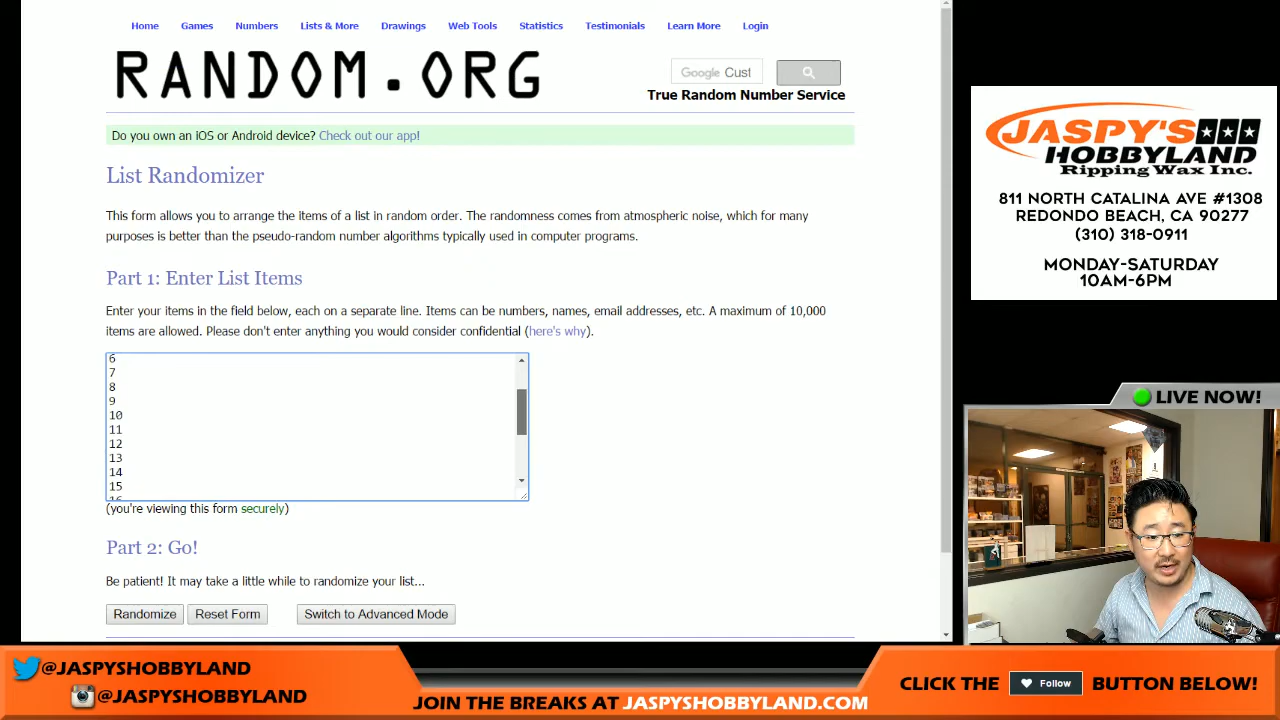 Home Games Numbers Lists & More Drawings Web Tools Statistics Testimonials Learn More Login
RANDOM.ORG
Google Cust
True Random Number Service
Do you own an iOS or Android device? Check out our app!
List Randomizer
This form allows you to arrange the items of a list in random order. The randomness comes from atmospheric noise, which for many
purposes is better than the pseudo-random number algorithms typically used in computer programs.
Part 1: Enter List Items
Enter your items in the field below, each on a separate line. Items can be numbers, names, email addresses, etc. A maximum of 10,000
items are allowed. Please don't enter anything you would consider confidential (here's why).
6
7
8
9
10
11
12
13
14
15
16
(you're viewing this form securely)
Part 2: Go!
Be patient! It may take a little while to randomize your list...
Randomize Reset Form Switch to Advanced Mode
JASPY'S
HOBBYLAND
Ripping Wax Inc.
811 NORTH CATALINA AVE #1308
REDONDO BEACH, CA 90277
(310) 318-0911
MONDAY-SATURDAY
10AM-6PM
LIVE NOW!
@JASPYSHOBBYLAND
@JASPYSHOBBYLAND
JOIN THE BREAKS AT JASPYSHOBBYLAND.COM
CLICK THE Follow BUTTON BELOW!